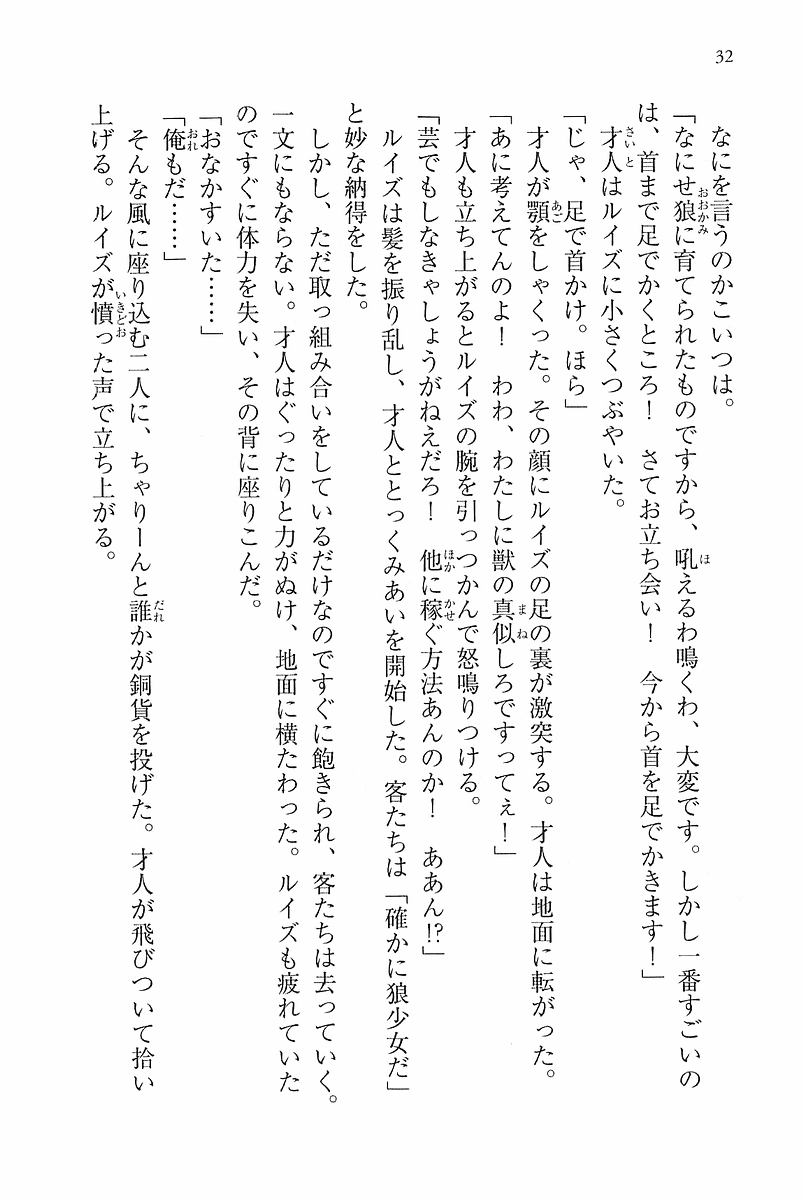 32
なにを言うのかこいつは。
「なにせ狼に育てられたものですから、吼えるわ鳴くわ、大変です。しかし一番すごいの
は、首まで足でかくところ！　さてお立ち会い！　今から首を足でかきます！」
才人はルイズに小さくつぶやいた。
「じゃ、足で首かけ。ほら」
才人が顎をしゃくった。その顔にルイズの足の裏が激突する。才人は地面に転がった。
「あに考えてんのよ！　わわ、わたしに獣の真似しろですってぇ！」
才人も立ち上がるとルイズの腕を引っつかんで怒鳴りつける。
「芸でもしなきゃしょうがねえだろ！　他に稼ぐ方法あんのか！　ああん!?」
ルイズは髪を振り乱し、才人ととっくみあいを開始した。客たちは「確かに狼少女だ」
と妙な納得をした。
しかし、ただ取っ組み合いをしているだけなのですぐに飽きられ、客たちは去っていく。
一文にもならない。才人はぐったりと力がぬけ、地面に横たわった。ルイズも疲れていた
のですぐに体力を失い、その背に座りこんだ。
「おなかすいた……」
「俺もだ……」
そんな風に座り込む二人に、ちゃりーんと誰かが銅貨を投げた。才人が飛びついて拾い
上げる。ルイズが憤った声で立ち上がる。